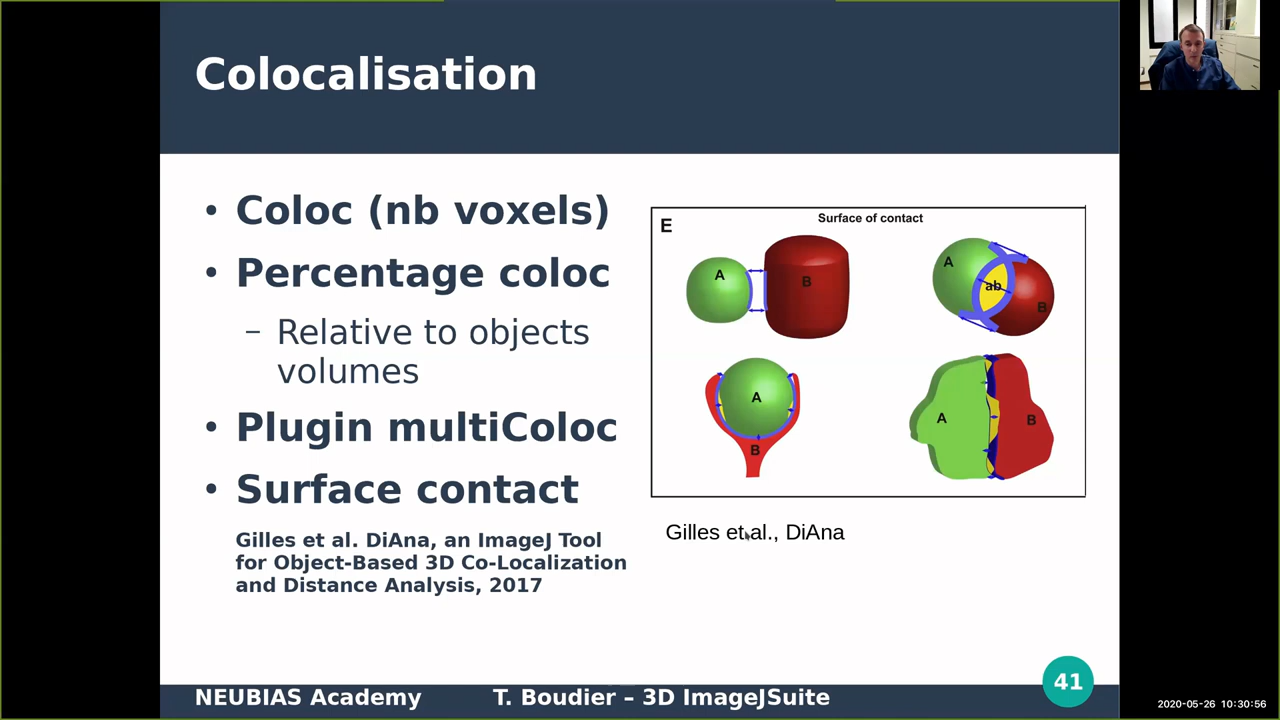 Colocalisation
• Coloc (nb voxels)
• Percentage coloc
– Relative to objects
volumes
• Plugin multiColoc
• Surface contact
Gilles et al. DiAna, an ImageJ Tool
for Object-Based 3D Co-Localization
and Distance Analysis, 2017
E
Surface of contact
A
B
A
ab
B
A
B
A
B
Gilles et al., DiAna
NEUBIAS Academy
T. Boudier – 3D ImageJSuite
41
2020-05-26 10:30:56